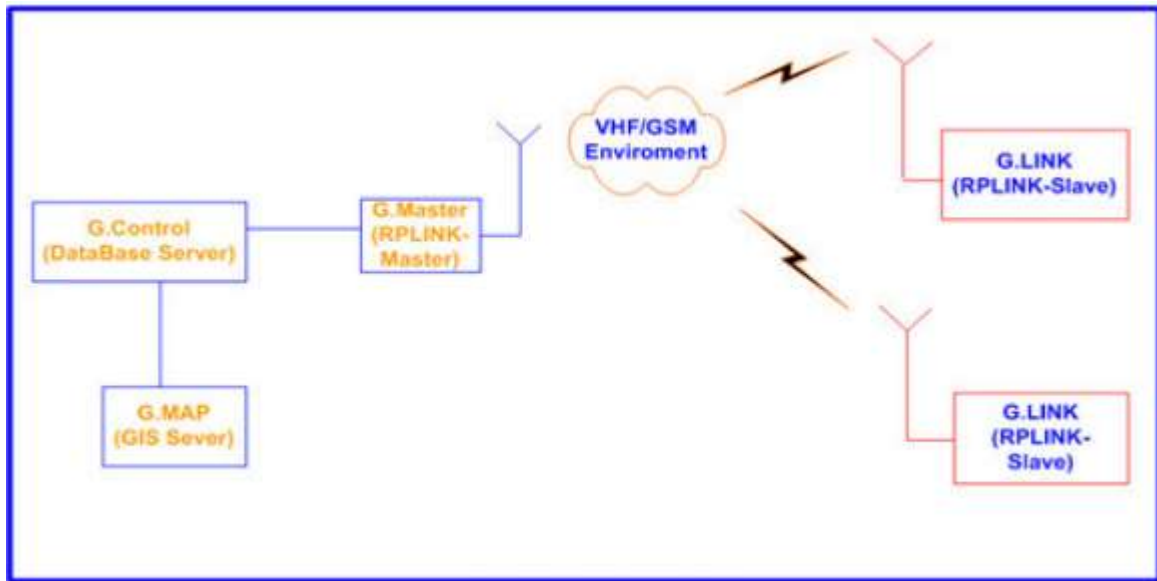 VHF/GSM
Enviroment
G.LINK
(RPLINK-Slave)
G.Control
(DataBase Server)
G.Master
(RPLINK-
Master)
G.MAP
(GIS Sever)
G.LINK
(RPLINK-
Slave)